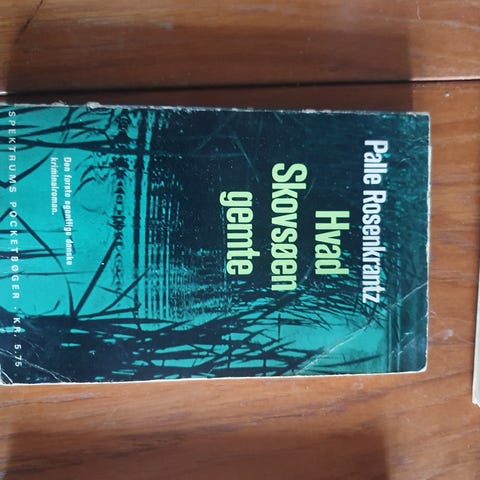 Palle Rosenkrantz
Hvad
Skovsøen
gemte
Den første egentlige danske
kriminalroman.
SPEKTRUMS POCKETBØGER · KR. 5.75